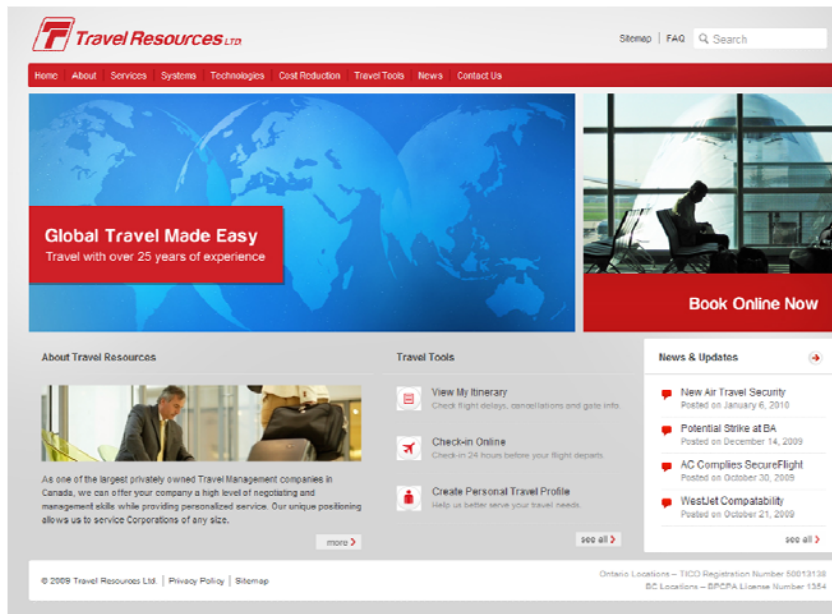 Travel Resources LTD.
Sitemap | FAQ Search
Home About Services Systems Technologies Cost Reduction Travel Tools News Contact Us
Global Travel Made Easy
Travel with over 25 years of experience
Book Online Now
About Travel Resources
As one of the largest privately owned Travel Management companies in
Canada, we can offer your company a high level of negotiating and
management skills while providing personalized service. Our unique positioning
allows us to service Corporations of any size.
more
Travel Tools
View My Itinerary
Check flight delays, cancellations and gate info.
Check-in Online
Check-in 24 hours before your flight departs.
Create Personal Travel Profile
Help us better serve your travel needs.
see all
News & Updates
New Air Travel Security
Posted on January 6, 2010
Potential Strike at BA
Posted on December 14, 2009
AC Complies SecureFlight
Posted on October 30, 2009
WestJet Compatability
Posted on October 21, 2009
see all
© 2009 Travel Resources Ltd. | Privacy Policy | Sitemap
Ontario Locations – TICO Registration Number 50013138
BC Locations – BPCPA License Number 1354